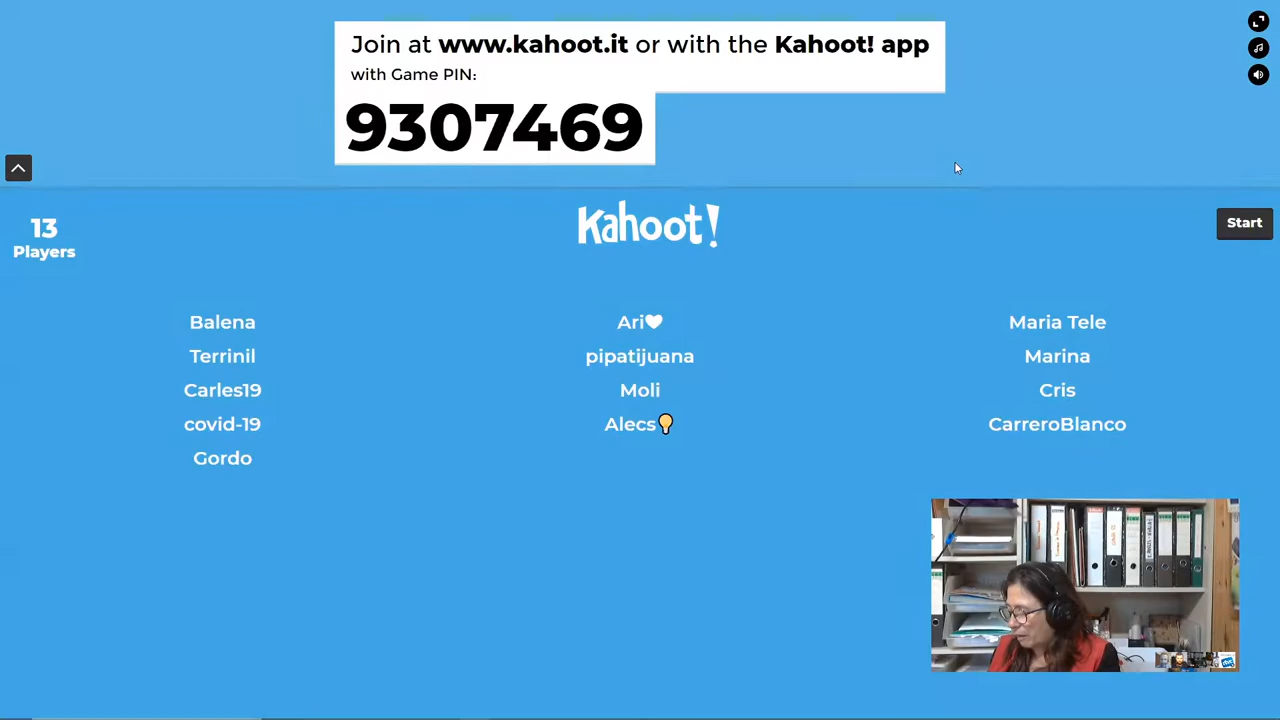 Join at www.kahoot.it or with the Kahoot! app
with Game PIN:
9307469
13
Players
Kahoot!
Start
Balena
Ari🤍
Maria Tele
Terrinil
pipatijuana
Marina
Carles19
Moli
Cris
covid-19
Alecs💡
CarreroBlanco
Gordo